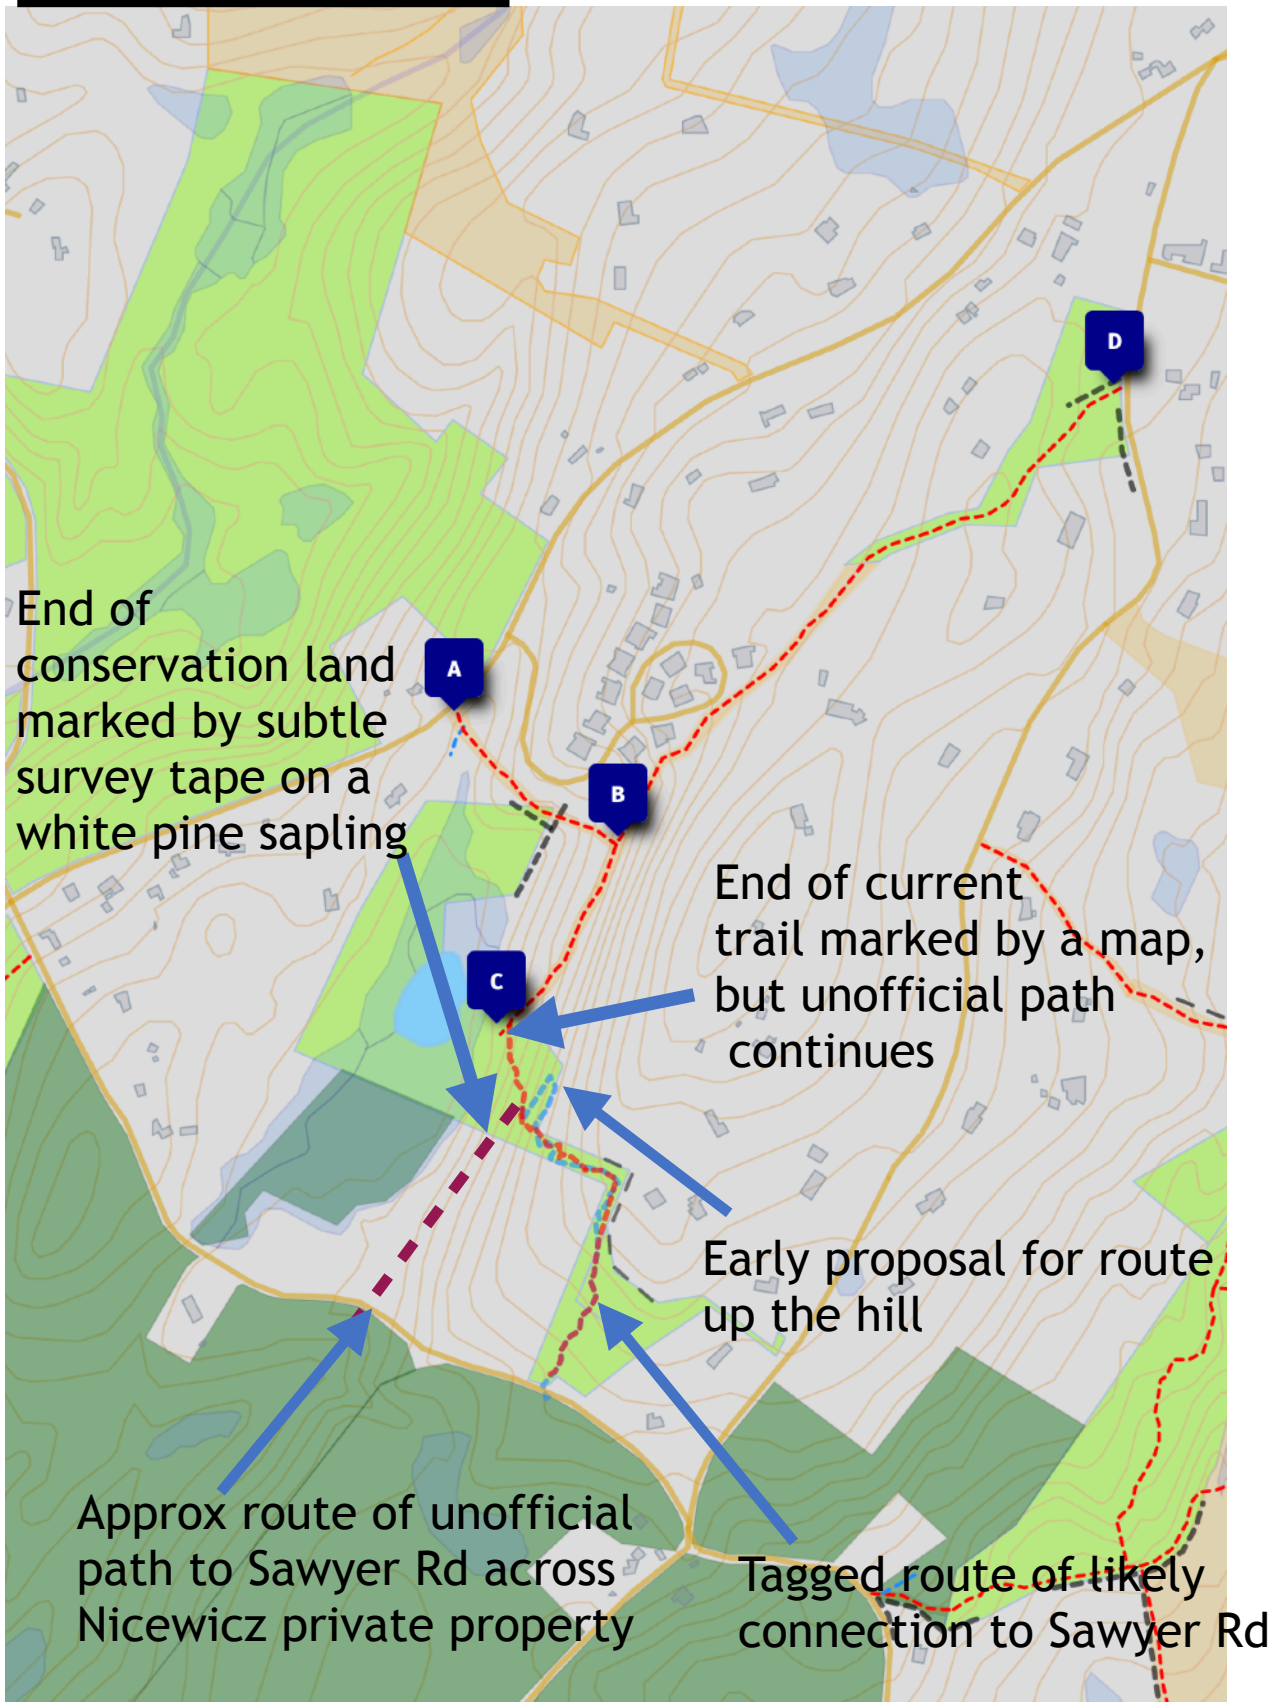 D
End of
conservation land
marked by subtle
survey tape on a
white pine sapling
A
B
End of current
trail marked by a map,
but unofficial path
continues
C
Early proposal for route
up the hill
Approx route of unofficial
path to Sawyer Rd across
Nicewicz private property
Tagged route of likely
connection to Sawyer Rd